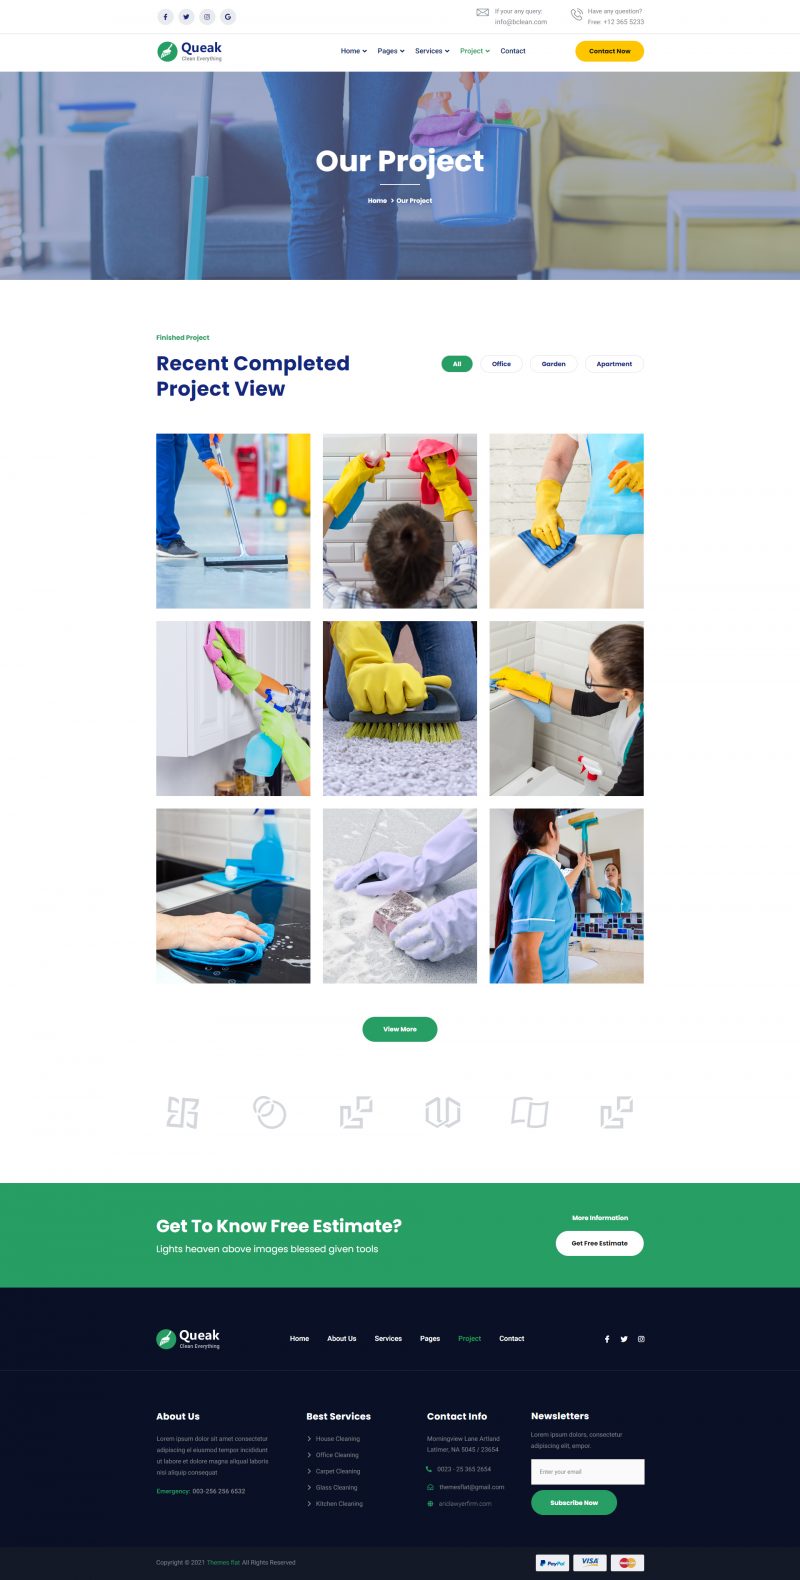 If your any query:
info@bclean.com
Have any question?
Free: +12 365 5233
Queak
Clean Everything
Home
Pages
Services
Project
Contact
Contact Now
Our Project
Home > Our Project
Finished Project
Recent Completed
Project View
All
Office
Garden
Apartment
View More
Get To Know Free Estimate?
Lights heaven above images blessed given tools
More Information
Get Free Estimate
Queak
Clean Everything
Home
About Us
Services
Pages
Project
Contact
About Us
Lorem ipsum dolor sit amet consectetur
adipiscing el eiusmod tempor incididunt
ut labore et dolore magna aliqual laboris
nisi aliquip consequat
Emergency: 003-256 256 6532
Best Services
House Cleaning
Office Cleaning
Carpet Cleaning
Glass Cleaning
Kitchen Cleaning
Contact Info
Morningview Lane Artland
Latimer, NA 5045 / 23654
0023 - 25 365 2654
themesflat@gmail.com
ariclawyerfirm.com
Newsletters
Lorem ipsum dolors, consectetur
adipiscing elit, empor.
Enter your email
Subscribe Now
Copyright © 2021 Themes flat All Rights Reserved
PayPal
VISA